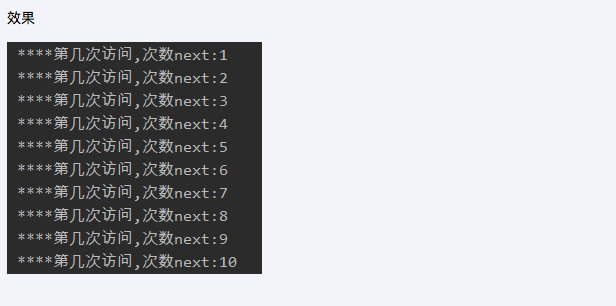 效果
****第几次访问,次数next:1
****第几次访问,次数next:2
****第几次访问,次数next:3
****第几次访问,次数next:4
****第几次访问,次数next:5
****第几次访问,次数next:6
****第几次访问,次数next:7
****第几次访问,次数next:8
****第几次访问,次数next:9
****第几次访问,次数next:10